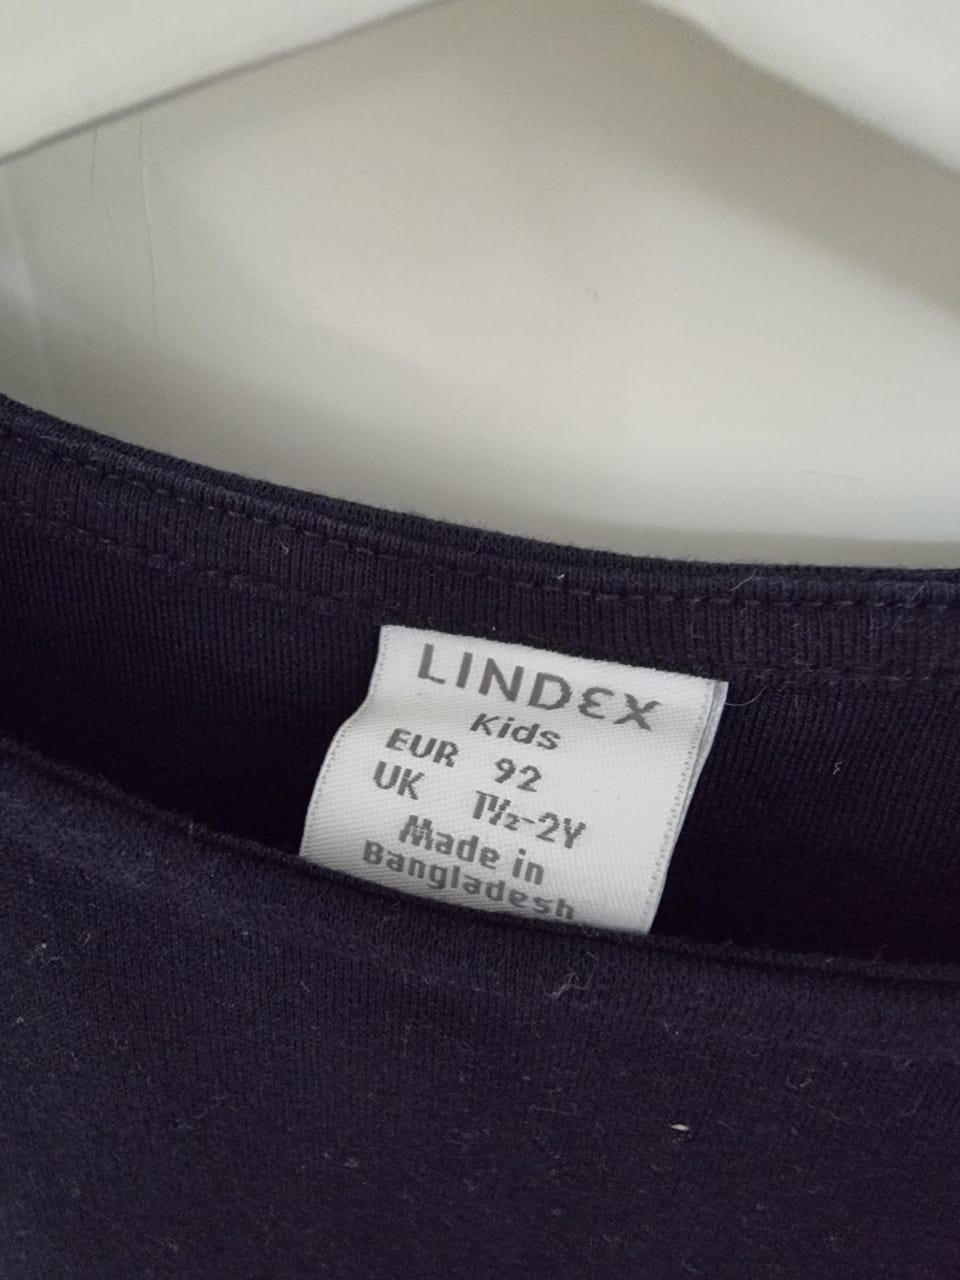 LINDEX
Kids
EUR 92
UK 1½-2Y
Made in
Bangladesh